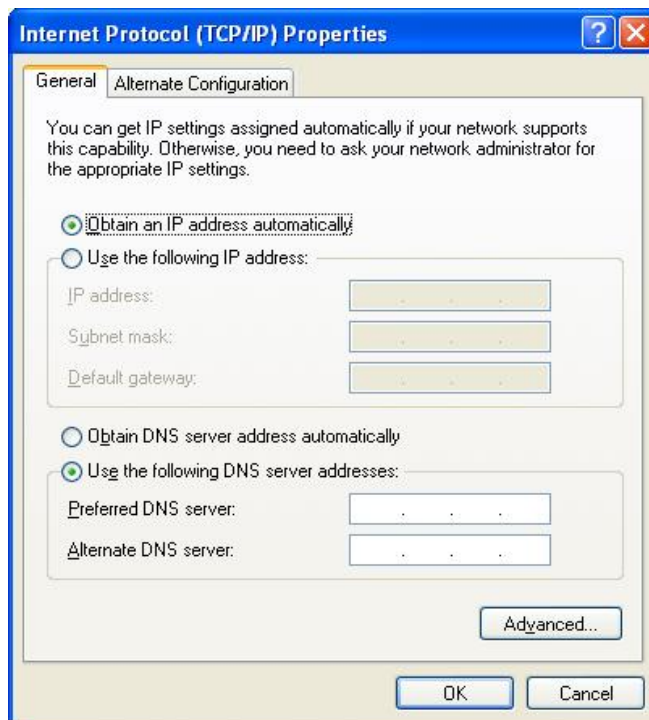 Internet Protocol (TCP/IP) Properties
General
Alternate Configuration
You can get IP settings assigned automatically if your network supports
this capability. Otherwise, you need to ask your network administrator for
the appropriate IP settings.
Obtain an IP address automatically
Use the following IP address:
IP address:
Subnet mask:
Default gateway:
Obtain DNS server address automatically
Use the following DNS server addresses:
Preferred DNS server:
Alternate DNS server:
Advanced...
OK
Cancel